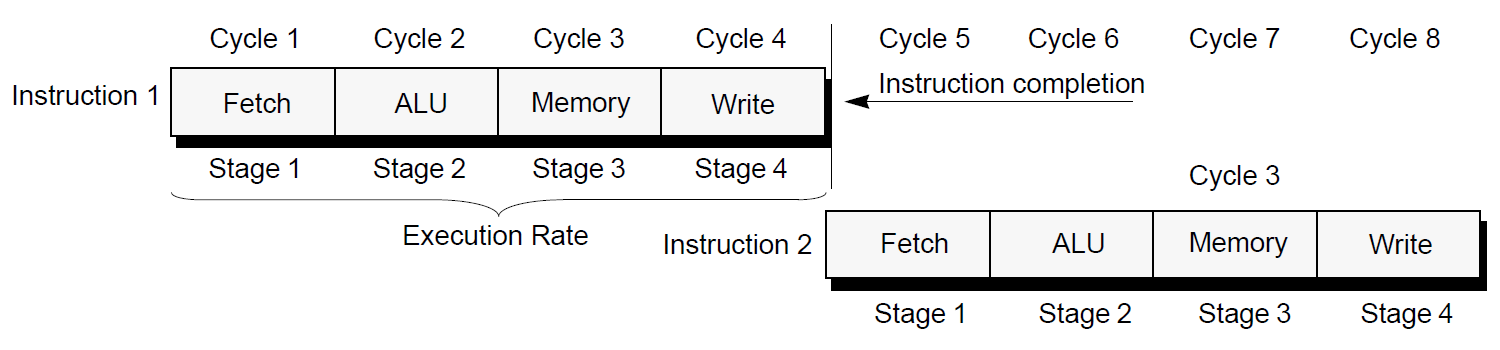 Cycle 1 Cycle 2 Cycle 3 Cycle 4 Cycle 5 Cycle 6 Cycle 7 Cycle 8
Instruction 1 Fetch ALU Memory Write Instruction completion
Stage 1 Stage 2 Stage 3 Stage 4
Cycle 3
Execution Rate
Instruction 2 Fetch ALU Memory Write
Stage 1 Stage 2 Stage 3 Stage 4